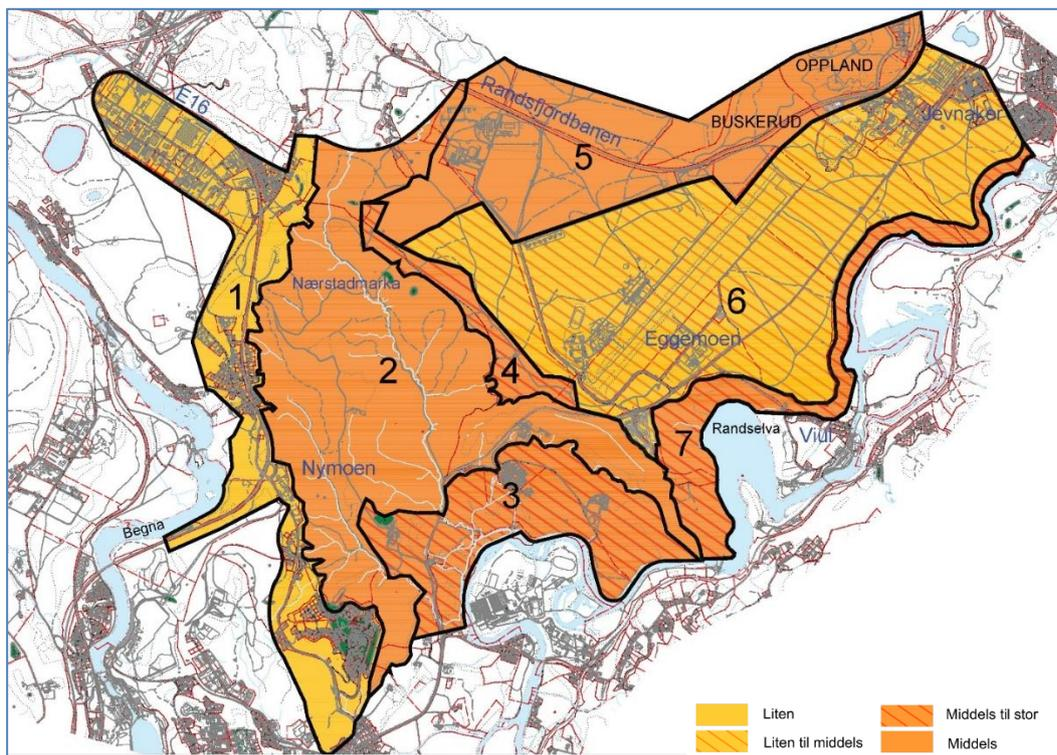 E16
OPPLAND
Randsfjordbanen
BUSKERUD
Jevnaker
5
1
Nærstadmarka
6
2
Eggemoen
4
Randselva
Viul
7
Nymoen
3
Begna
Liten
Middels til stor
Liten til middels
Middels